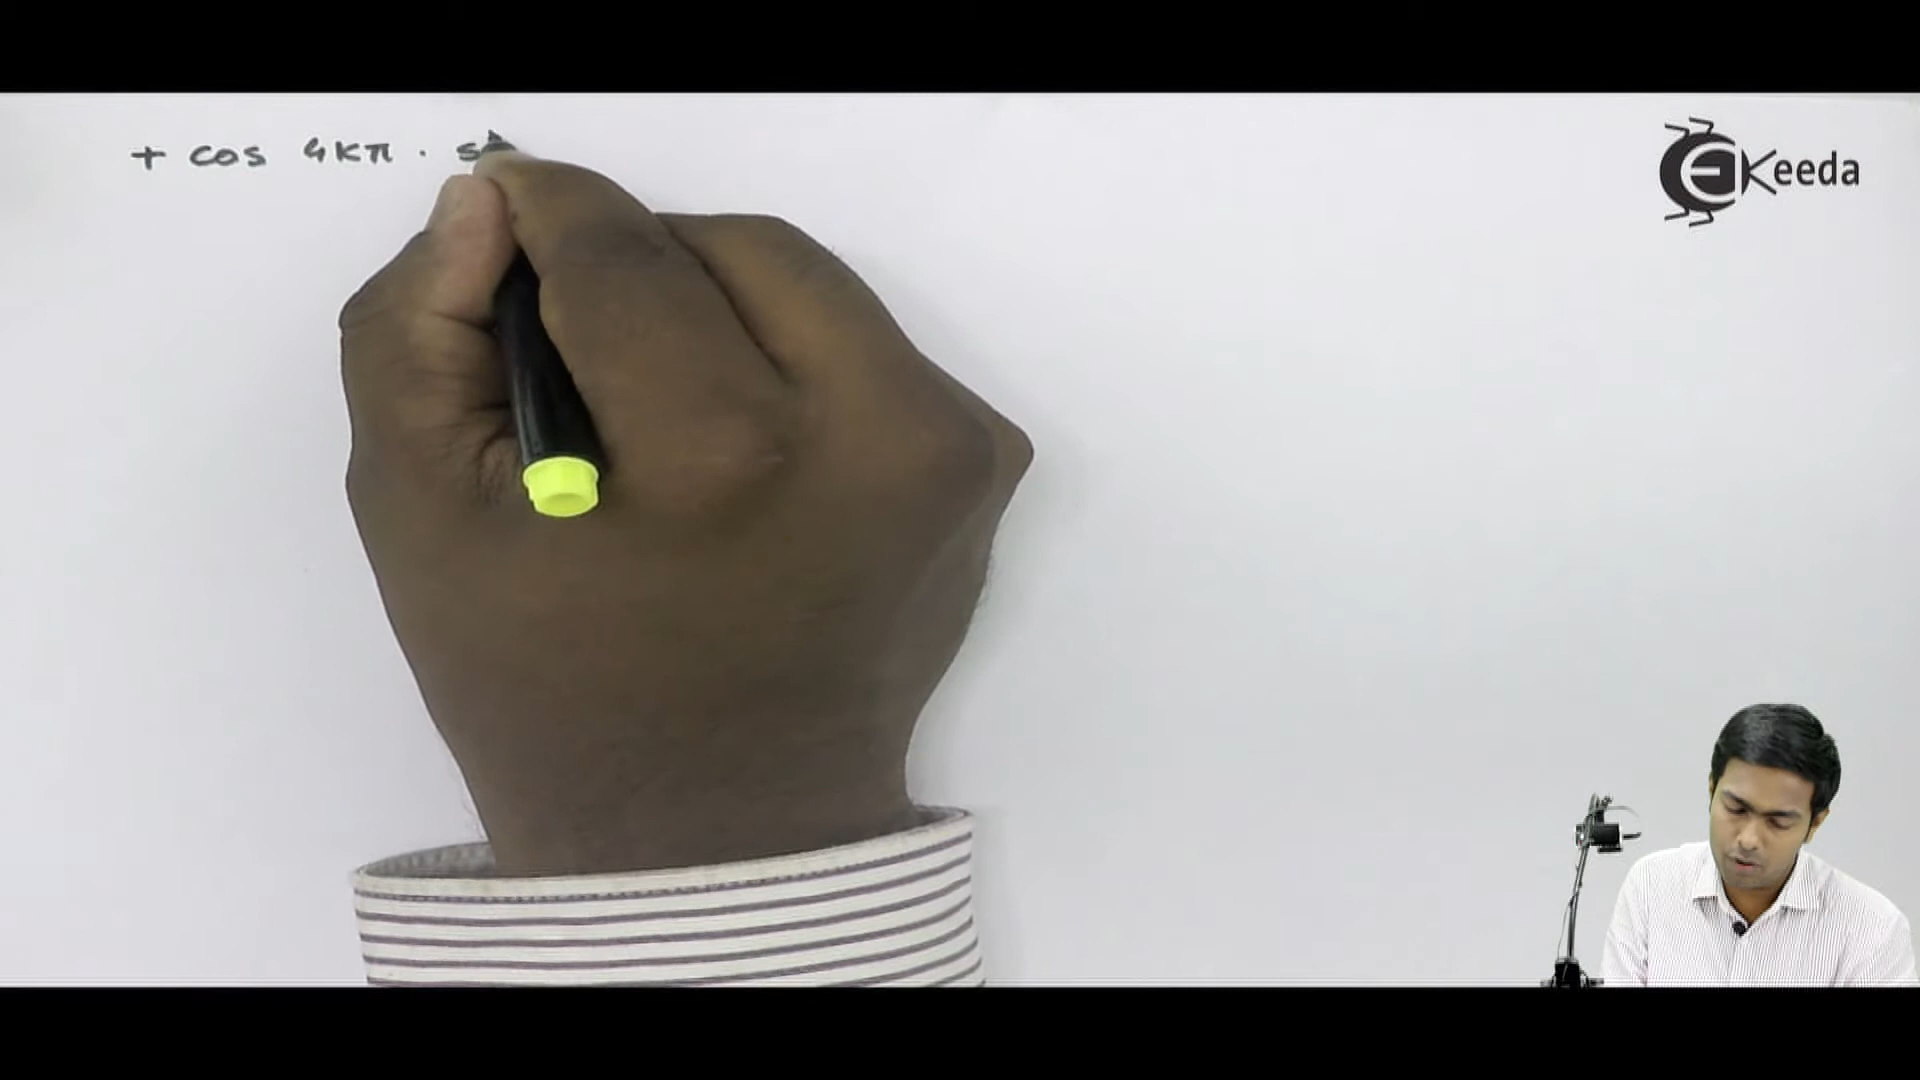 + cos 4Kπ . s
Keeda